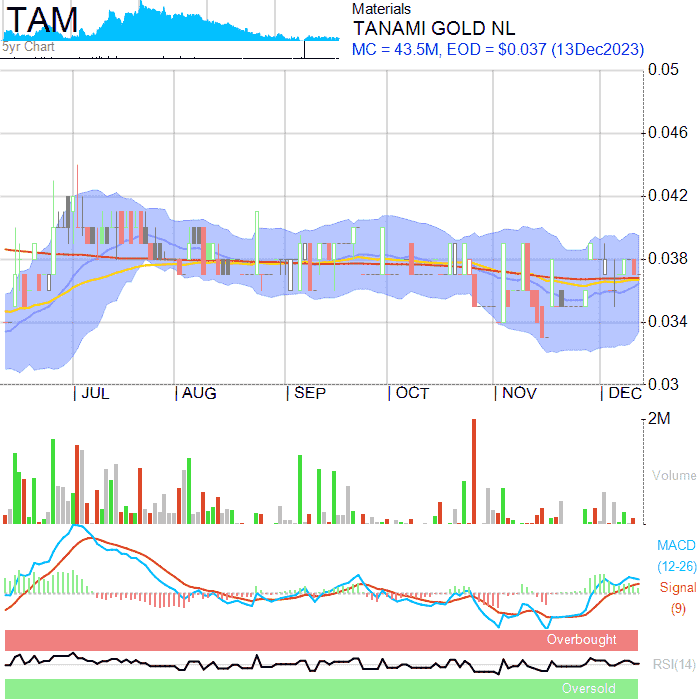 TAM
5yr Chart
Materials
TANAMI GOLD NL
MC = 43.5M, EOD = $0.037 (13Dec2023)
0.05
0.046
0.042
0.038
0.034
0.03
JUL AUG SEP OCT NOV DEC
2M
Volume
MACD
(12-26)
Signal
(9)
Overbought
RSI(14)
Oversold